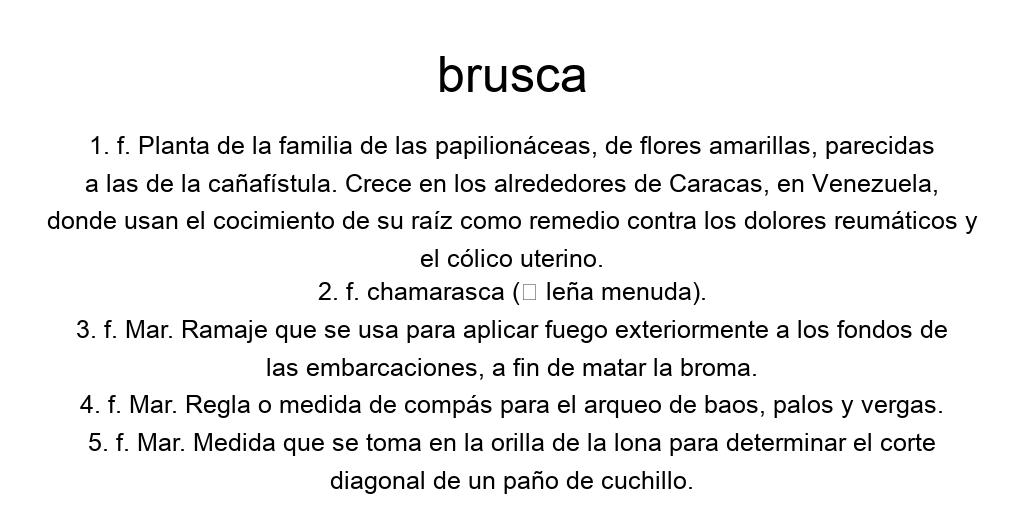 brusca
1. f. Planta de la familia de las papilionáceas, de flores amarillas, parecidas
a las de la cañafístula. Crece en los alrededores de Caracas, en Venezuela,
donde usan el cocimiento de su raíz como remedio contra los dolores reumáticos y
el cólico uterino.
2. f. chamarasca (□ leña menuda).
3. f. Mar. Ramaje que se usa para aplicar fuego exteriormente a los fondos de
las embarcaciones, a fin de matar la broma.
4. f. Mar. Regla o medida de compás para el arqueo de baos, palos y vergas.
5. f. Mar. Medida que se toma en la orilla de la lona para determinar el corte
diagonal de un paño de cuchillo.